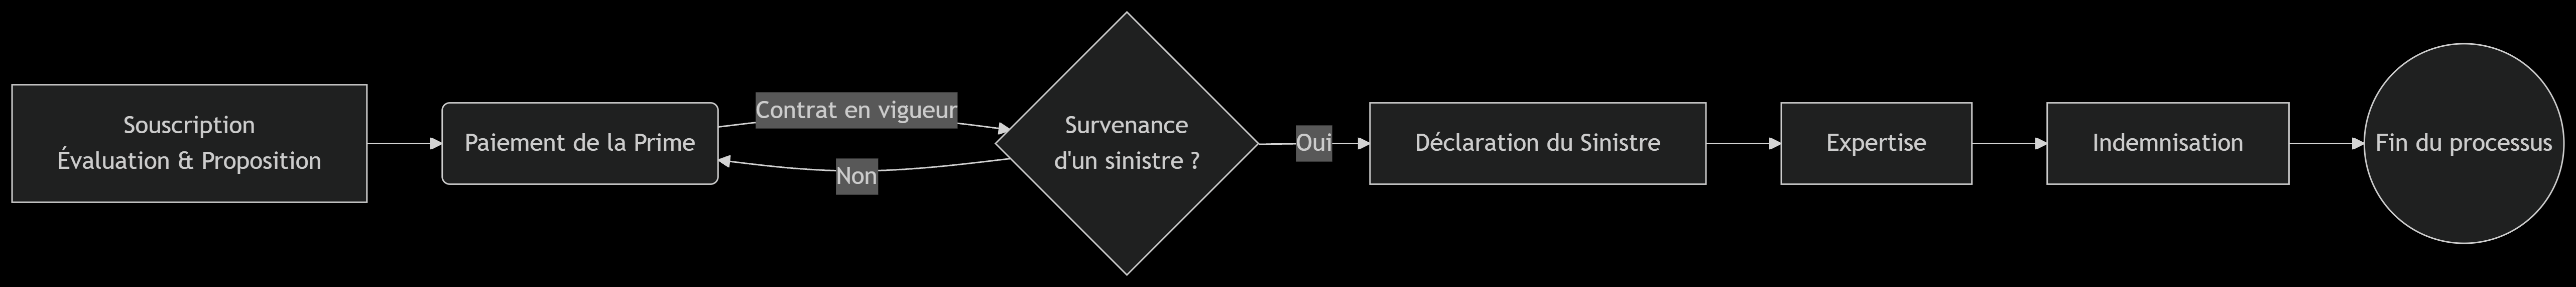 Souscription
Évaluation & Proposition
Paiement de la Prime
Contrat en vigueur
Non
Survenance
d'un sinistre ?
Oui
Déclaration du Sinistre
Expertise
Indemnisation
Fin du processus